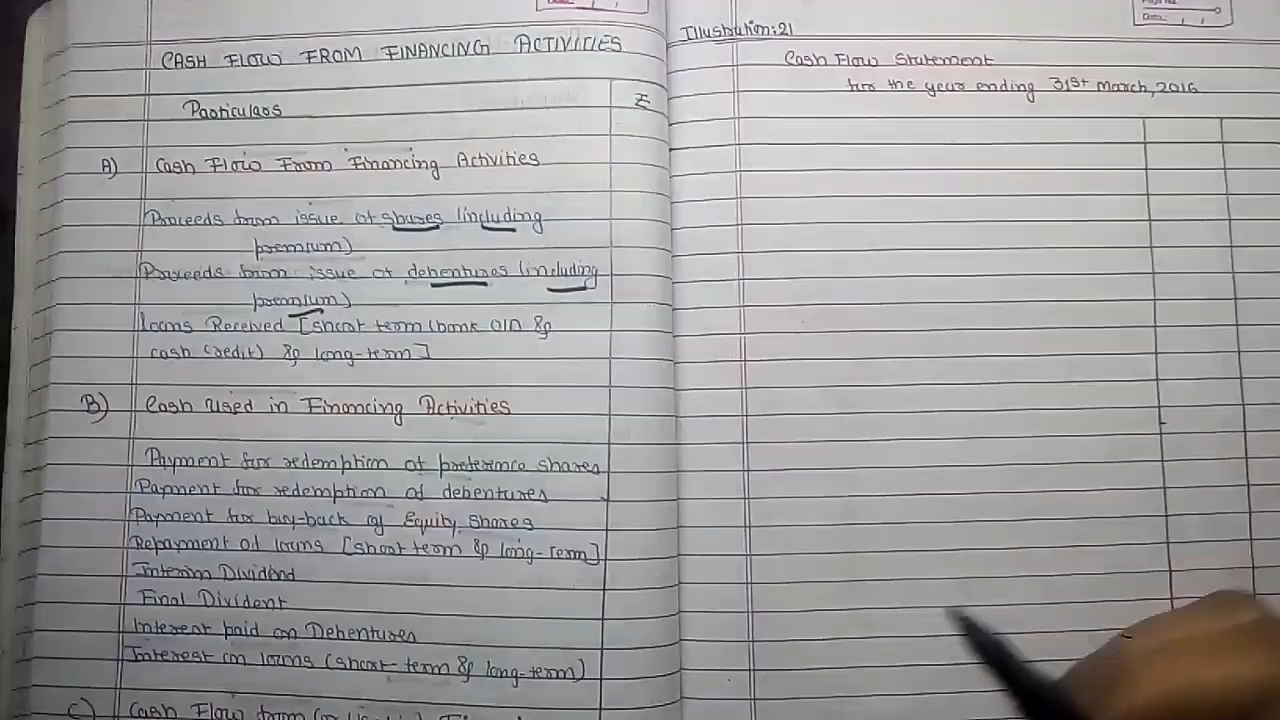 CASH FLOW FROM FINANCING ACTIVITIES
Particulars
₹
A) Cash Flow From Financing Activities
Proceeds from issue of shares (including
premium)
Proceeds from issue of debentures (including
premium)
Loans Received [short term (bank O/D &
cash credit) & long-term]
B) Cash used in Financing Activities
Payment for redemption of preference shares
Payment for redemption of debentures
Payment for buy-back of Equity shares
Repayment of loans [short term & long-term]
Interim Dividend
Final Divident
Interest paid on Debentures
Interest on loans (short-term & long-term)
C) Cash Flow from
Date:
Illustration:21
Cash Flow Statement
for the year ending 31st March, 2016